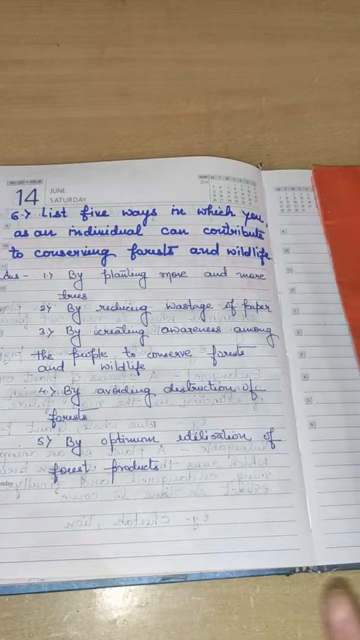 14 JUNE
SATURDAY
6.> List five ways in which you,
as an individual can contribute
to conserving forests and wildlife
Ans - 1.> By planting more and more
trees
2.> By reducing wastage of paper
3.> By creating awareness among
the people to conserve forests
and wildlife
4.> By avoiding destruction of
forests
5.> By optimum utilisation of
forest products